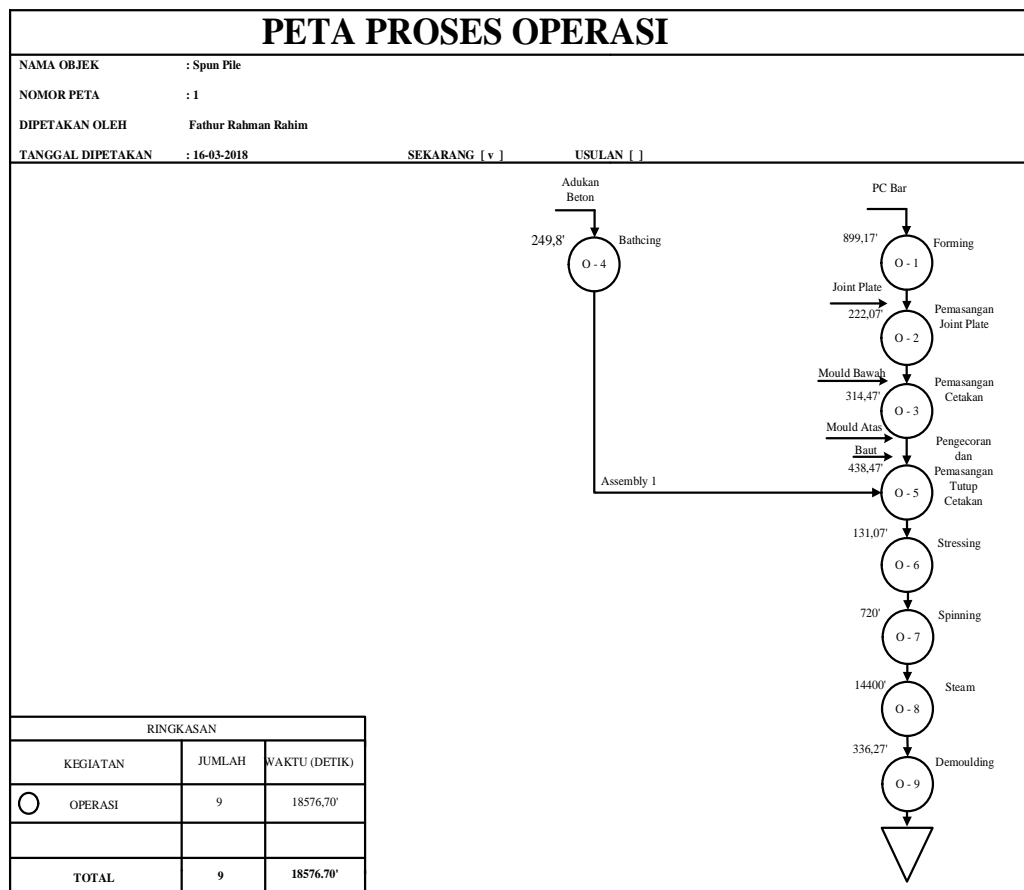 PETA PROSES OPERASI
NAMA OBJEK : Spun Pile
NOMOR PETA : 1
DIPETAKAN OLEH Fathur Rahman Rahim
TANGGAL DIPETAKAN : 16-03-2018 SEKARANG [ v ] USULAN [ ]
Adukan
Beton
249,8'
Bathcing
O - 4
Assembly 1
PC Bar
899,17'
Forming
O - 1
Joint Plate
222,07'
Pemasangan
Joint Plate
O - 2
Mould Bawah
314,47'
Pemasangan
Cetakan
O - 3
Mould Atas
Baut
438,47'
Pengecoran
dan
Pemasangan
Tutup
Cetakan
O - 5
131,07'
Stressing
O - 6
720'
Spinning
O - 7
14400'
Steam
O - 8
336,27'
Demoulding
O - 9
RINGKASAN
KEGIATAN JUMLAH WAKTU (DETIK)
OPERASI 9 18576,70'
TOTAL 9 18576.70'